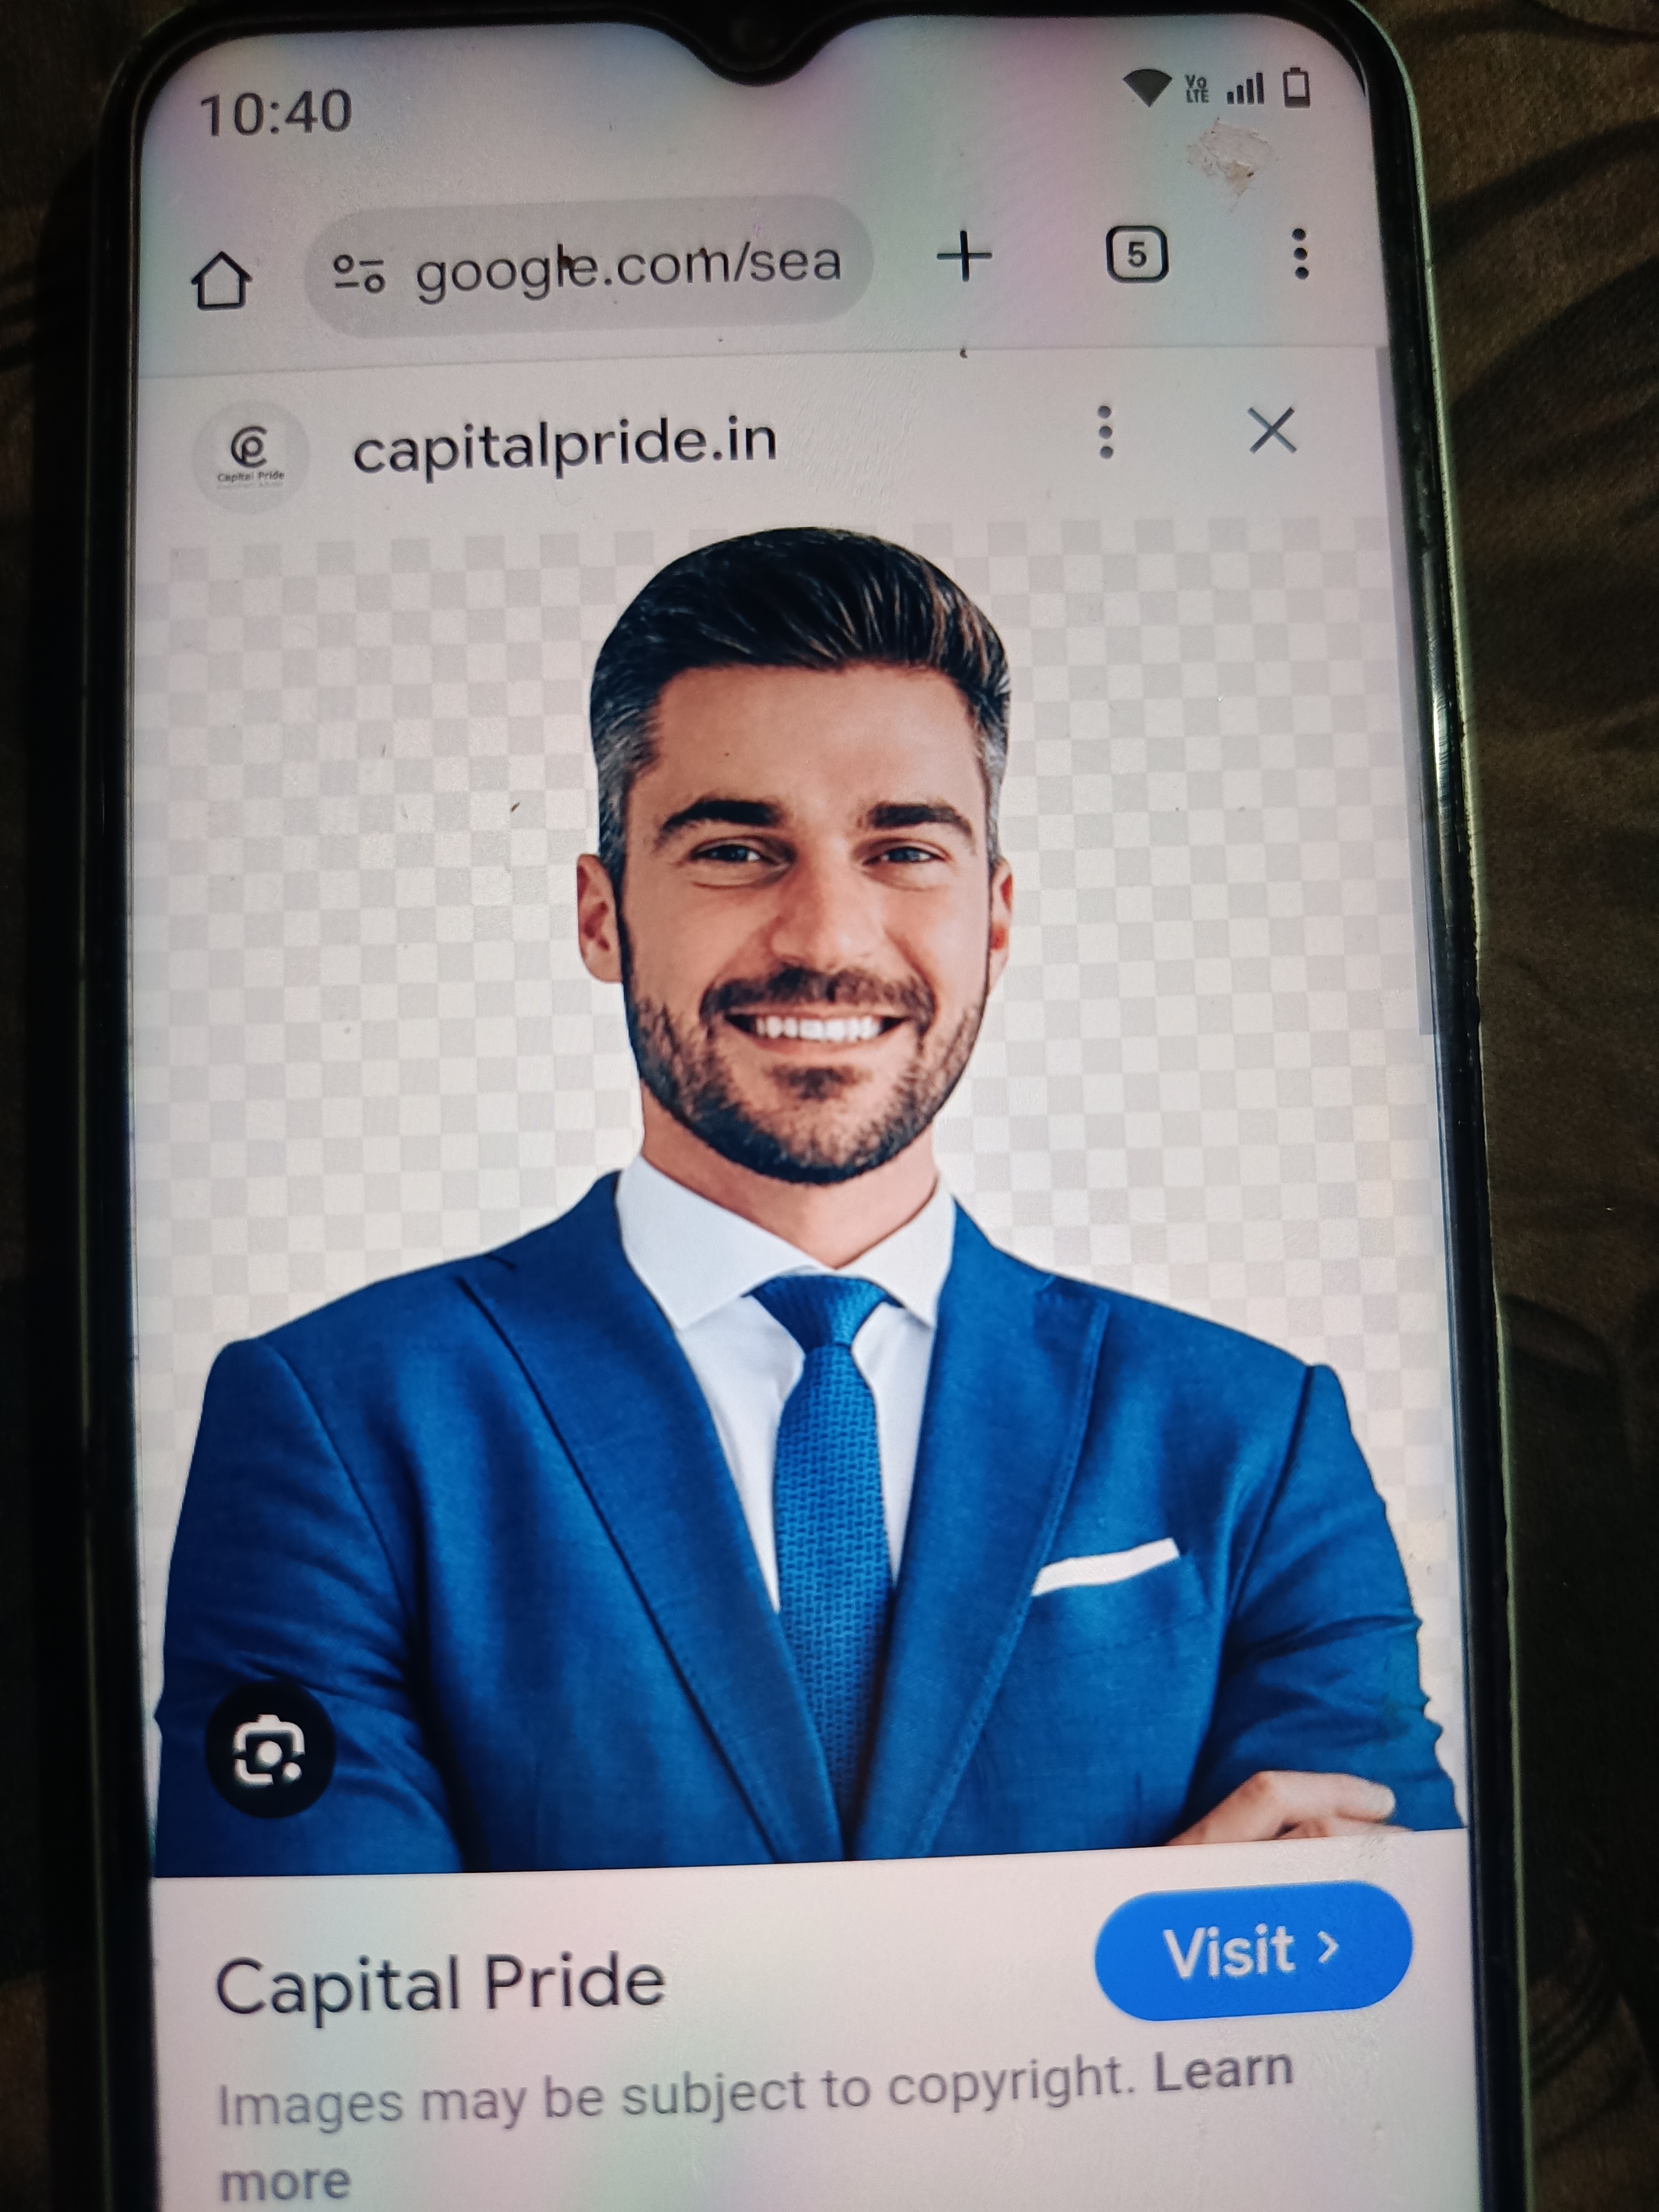 10:40
Vo
LTE
google.com/sea
5
Capital Pride
capitalpride.in
Capital Pride
Visit
Images may be subject to copyright. Learn
more